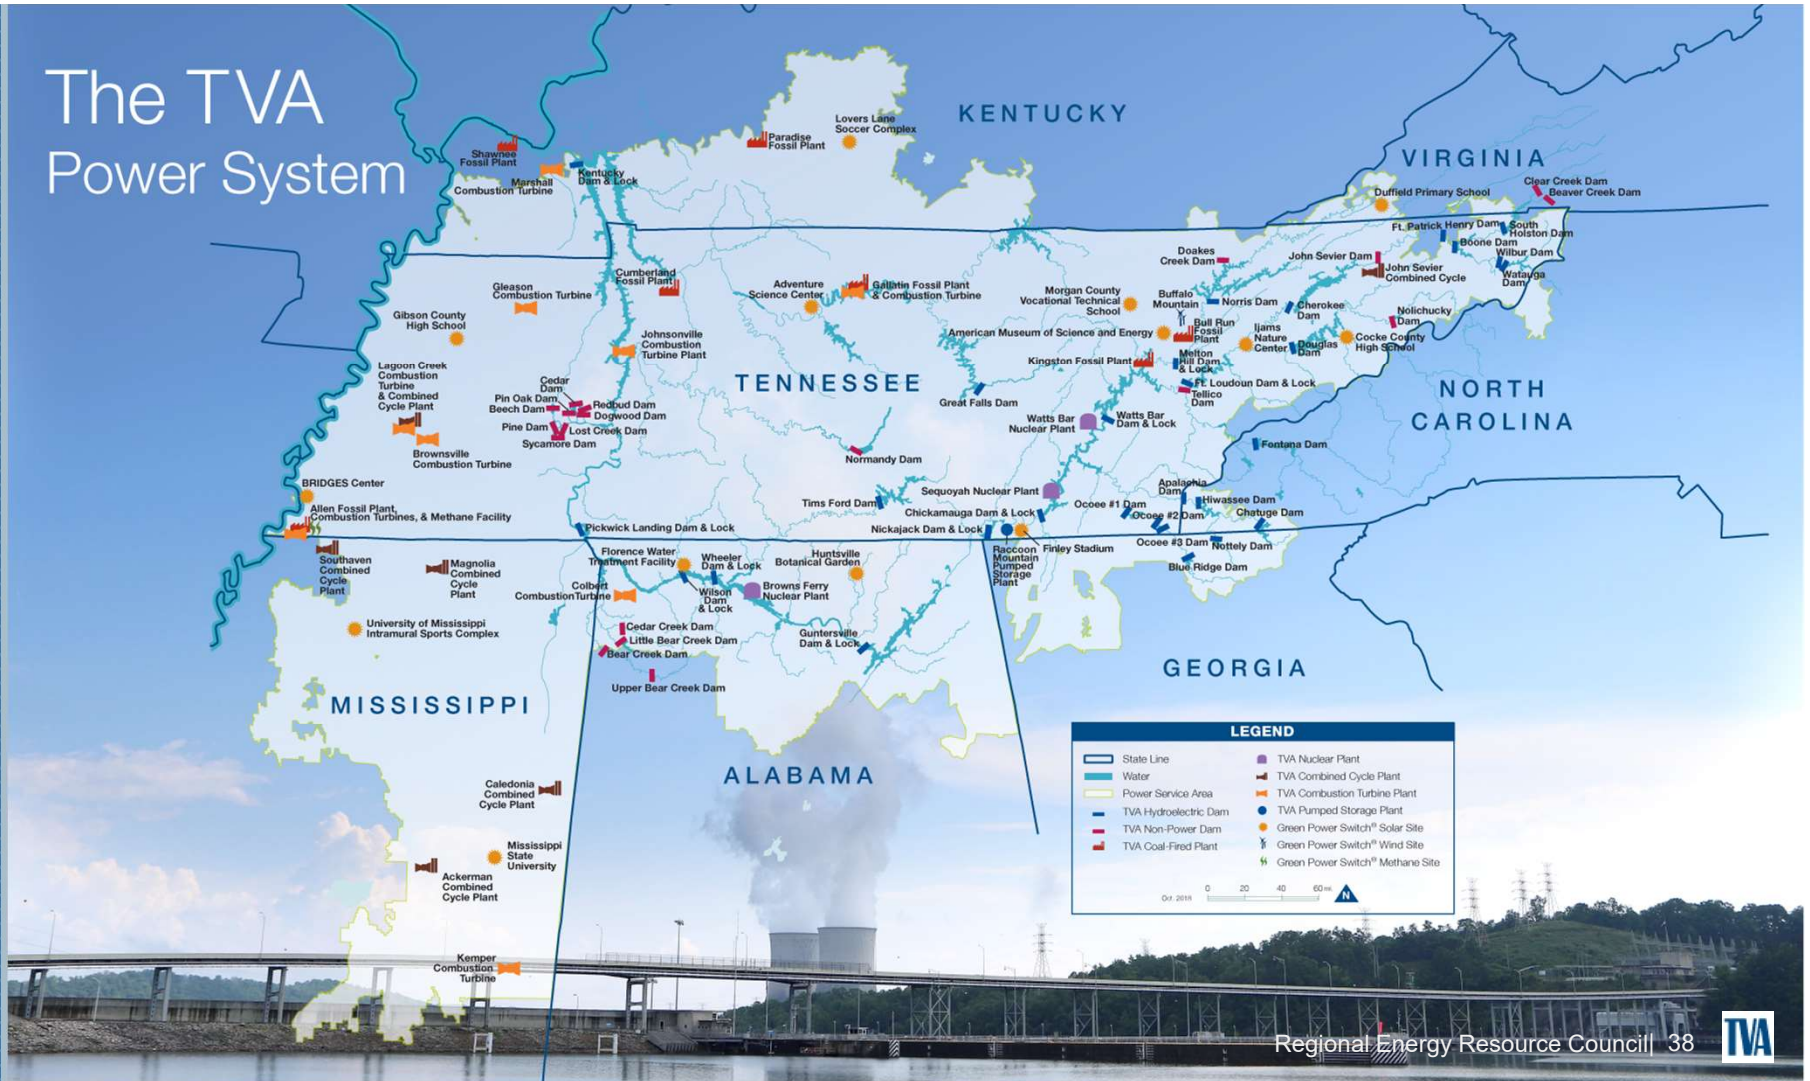 The TVA
Power System
KENTUCKY
VIRGINIA
TENNESSEE
NORTH
CAROLINA
MISSISSIPPI
ALABAMA
GEORGIA
Shawnee
Fossil Plant
Marshall
Combustion Turbine
Kentucky
Dam & Lock
Paradise
Fossil Plant
Lovers Lane
Soccer Complex
Duffield Primary School
Clear Creek Dam
Beaver Creek Dam
Ft. Patrick Henry Dam
South
Holston Dam
Boone Dam
Wilbur Dam
Watauga
Dam
John Sevier Dam
John Sevier
Combined Cycle
Doakes
Creek Dam
Cumberland
Fossil Plant
Gleason
Combustion Turbine
Adventure
Science Center
Gallatin Fossil Plant
& Combustion Turbine
Morgan County
Vocational Technical
School
Buffalo
Mountain
Norris Dam
Cherokee
Dam
Nolichucky
Dam
Gibson County
High School
Johnsonville
Combustion
Turbine Plant
American Museum of Science and Energy
Bull Run
Fossil
Plant
Ijams
Nature
Center
Douglas
Dam
Cocke County
High School
Kingston Fossil Plant
Melton
Hill Dam
& Lock
Ft. Loudoun Dam & Lock
Tellico
Dam
Lagoon Creek
Combustion
Turbine
& Combined
Cycle Plant
Cedar
Dam
Pin Oak Dam
Beech Dam
Redbud Dam
Dogwood Dam
Pine Dam
Lost Creek Dam
Sycamore Dam
Great Falls Dam
Watts Bar
Nuclear Plant
Watts Bar
Dam & Lock
Brownsville
Combustion Turbine
Normandy Dam
Fontana Dam
BRIDGES Center
Allen Fossil Plant,
Combustion Turbines, & Methane Facility
Tims Ford Dam
Sequoyah Nuclear Plant
Chickamauga Dam & Lock
Nickajack Dam & Lock
Apalachia
Dam
Hiwassee Dam
Chatuge Dam
Ocoee #1 Dam
Ocoee #2 Dam
Ocoee #3 Dam
Nottely Dam
Blue Ridge Dam
Pickwick Landing Dam & Lock
Raccoon
Mountain
Pumped
Storage
Plant
Finley Stadium
Southaven
Combined
Cycle
Plant
Magnolia
Combined
Cycle
Plant
Florence Water
Treatment Facility
Wheeler
Dam & Lock
Huntsville
Botanical Garden
Colbert
Combustion Turbine
Wilson
Dam
& Lock
Browns Ferry
Nuclear Plant
University of Mississippi
Intramural Sports Complex
Cedar Creek Dam
Little Bear Creek Dam
Bear Creek Dam
Upper Bear Creek Dam
Guntersville
Dam & Lock
Caledonia
Combined
Cycle Plant
Mississippi
State
University
Ackerman
Combined
Cycle Plant
Kemper
Combustion
Turbine
LEGEND
State Line
Water
Power Service Area
TVA Hydroelectric Dam
TVA Non-Power Dam
TVA Coal-Fired Plant
TVA Nuclear Plant
TVA Combined Cycle Plant
TVA Combustion Turbine Plant
TVA Pumped Storage Plant
Green Power Switch® Solar Site
Green Power Switch® Wind Site
Green Power Switch® Methane Site
0 20 40 60 mi.
N
Regional Energy Resource Council| 38
TVA